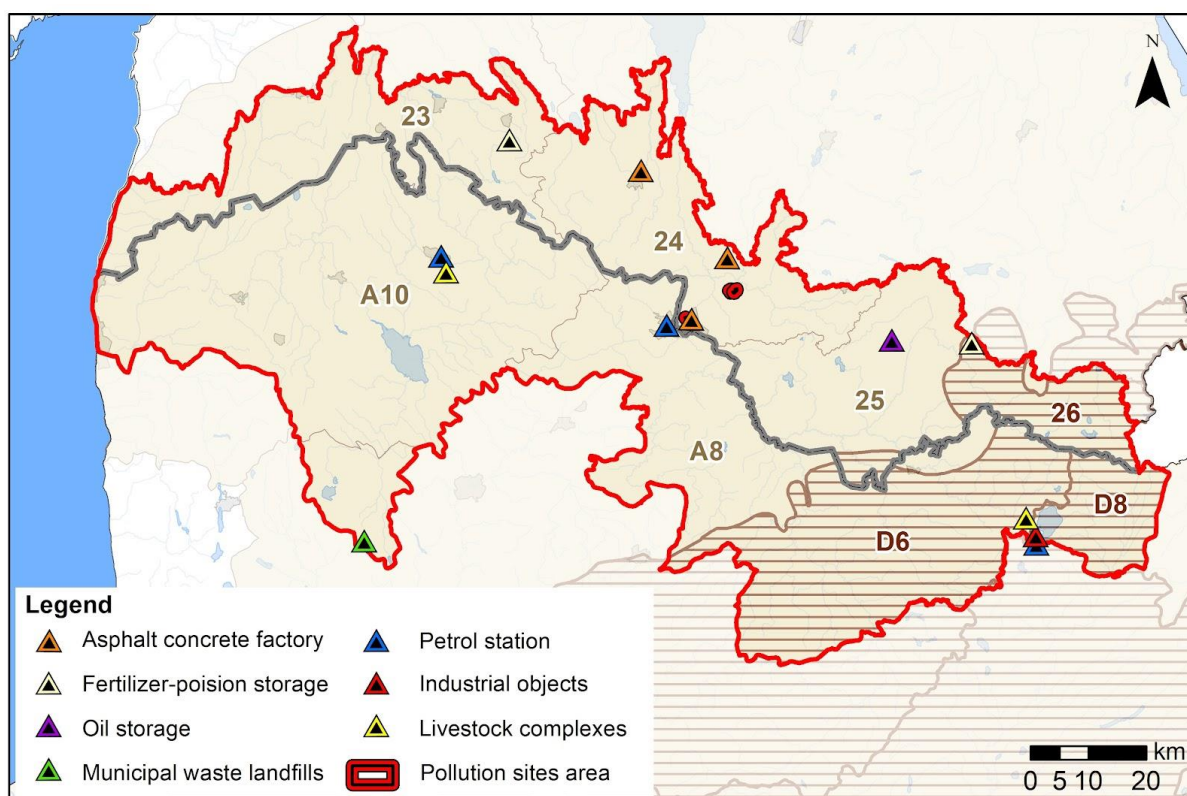 N
23
24
A10
25
26
A8
D8
D6
Legend
Asphalt concrete factory
Petrol station
Fertilizer-poision storage
Industrial objects
Oil storage
Livestock complexes
Municipal waste landfills
Pollution sites area
km
0 5 10 20